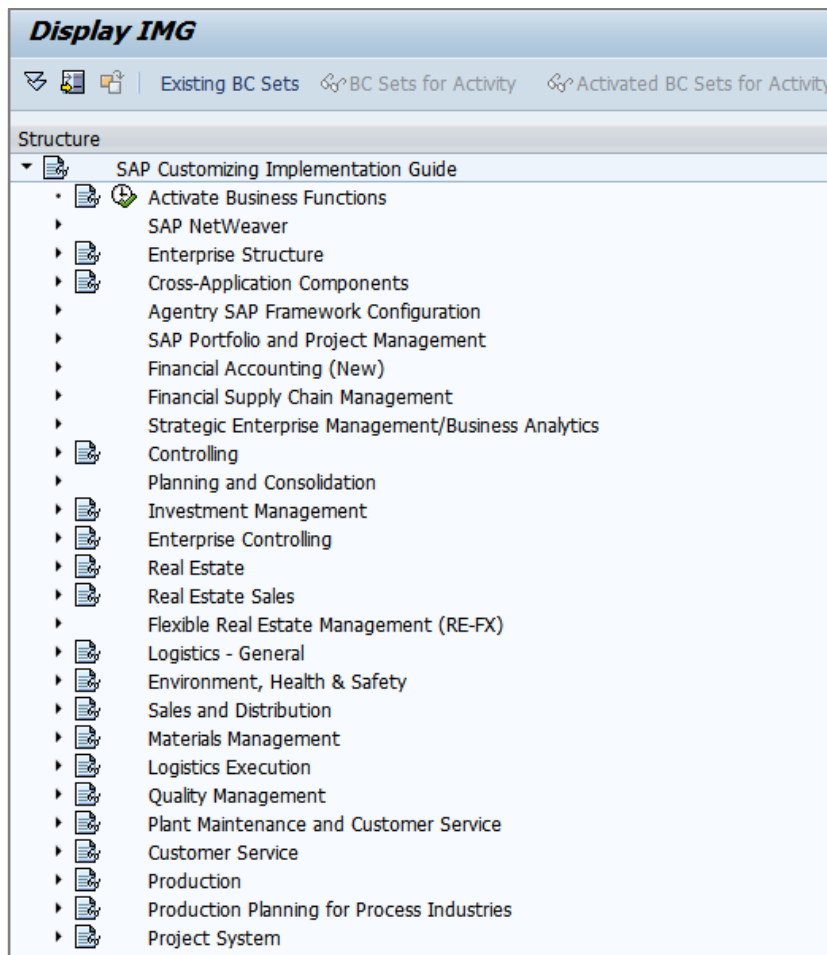 Display IMG
Existing BC Sets BC Sets for Activity Activated BC Sets for Activity
Structure
SAP Customizing Implementation Guide
Activate Business Functions
SAP NetWeaver
Enterprise Structure
Cross-Application Components
Agentry SAP Framework Configuration
SAP Portfolio and Project Management
Financial Accounting (New)
Financial Supply Chain Management
Strategic Enterprise Management/Business Analytics
Controlling
Planning and Consolidation
Investment Management
Enterprise Controlling
Real Estate
Real Estate Sales
Flexible Real Estate Management (RE-FX)
Logistics - General
Environment, Health & Safety
Sales and Distribution
Materials Management
Logistics Execution
Quality Management
Plant Maintenance and Customer Service
Customer Service
Production
Production Planning for Process Industries
Project System